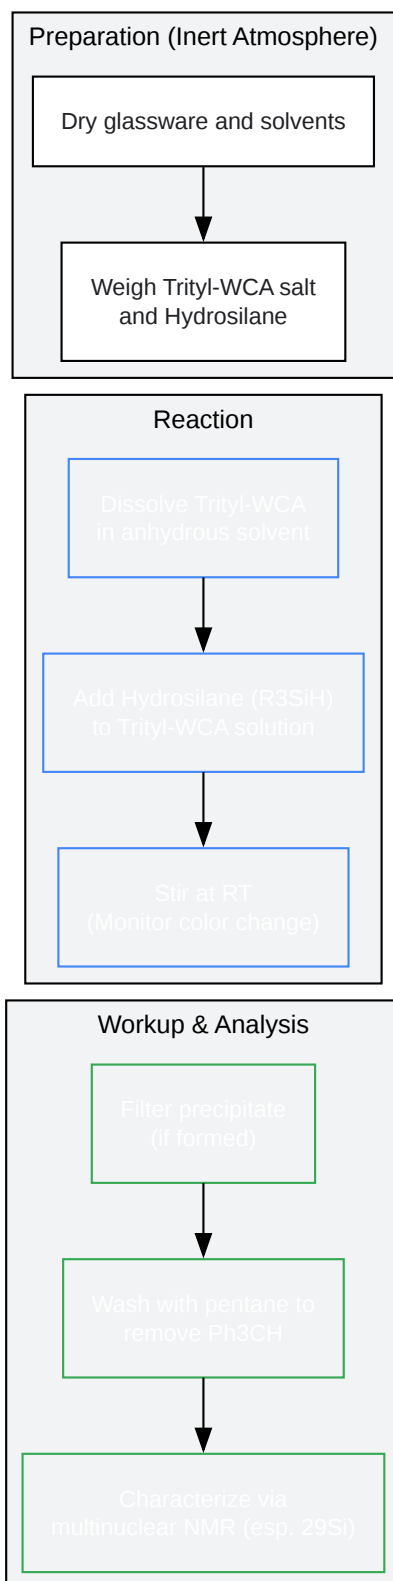 Preparation (Inert Atmosphere)
Dry glassware and solvents
Weigh Trityl-WCA salt
and Hydrosilane
Reaction
Dissolve Trityl-WCA
in anhydrous solvent
Add Hydrosilane (R3SiH)
to Trityl-WCA solution
Stir at RT
(Monitor color change)
Workup & Analysis
Filter precipitate
(if formed)
Wash with pentane to
remove Ph3CH
Characterize via
multinuclear NMR (esp. 29Si)